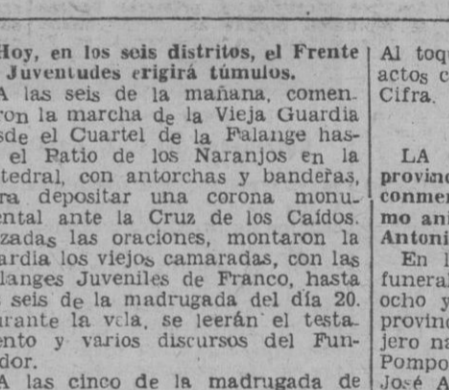 Hoy, en los seis distritos, el Frente
Juventudes erigirá túmulos.
A las seis de la mañana, comen-
ron la marcha de la Vieja Guardia
sde el Cuartel de la Falange has-
el Patio de los Naranjos en la
tedral, con antorchas y banderas,
ra depositar una corona monu-
ental ante la Cruz de los Caídos.
zadas las oraciones, montaron la
ardia los viejos camaradas, con las
langes Juveniles de Franco, hasta
s seis de la madrugada del día 20.
urante la vela, se leerán el testa-
ento y varios discursos del Fun-
dor.
A las cinco de la madrugada de
Al toqu
actos c
Cifra.
LA
provinc
conmem
mo ani
Antoni
En l
funeral
ocho y
provinc
jero na
Pompo
José A